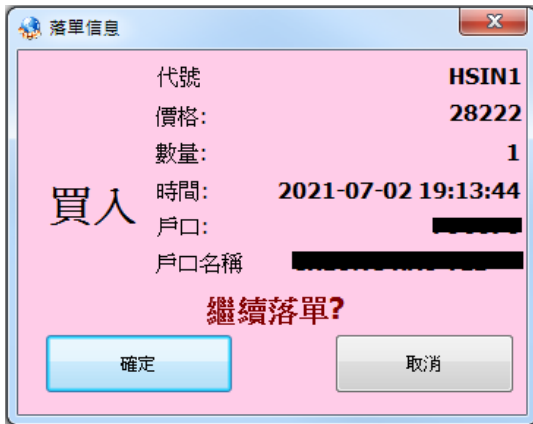 落單信息
代號 HSIN1
價格: 28222
數量: 1
買入
時間: 2021-07-02 19:13:44
戶口:
戶口名稱
繼續落單?
確定 取消